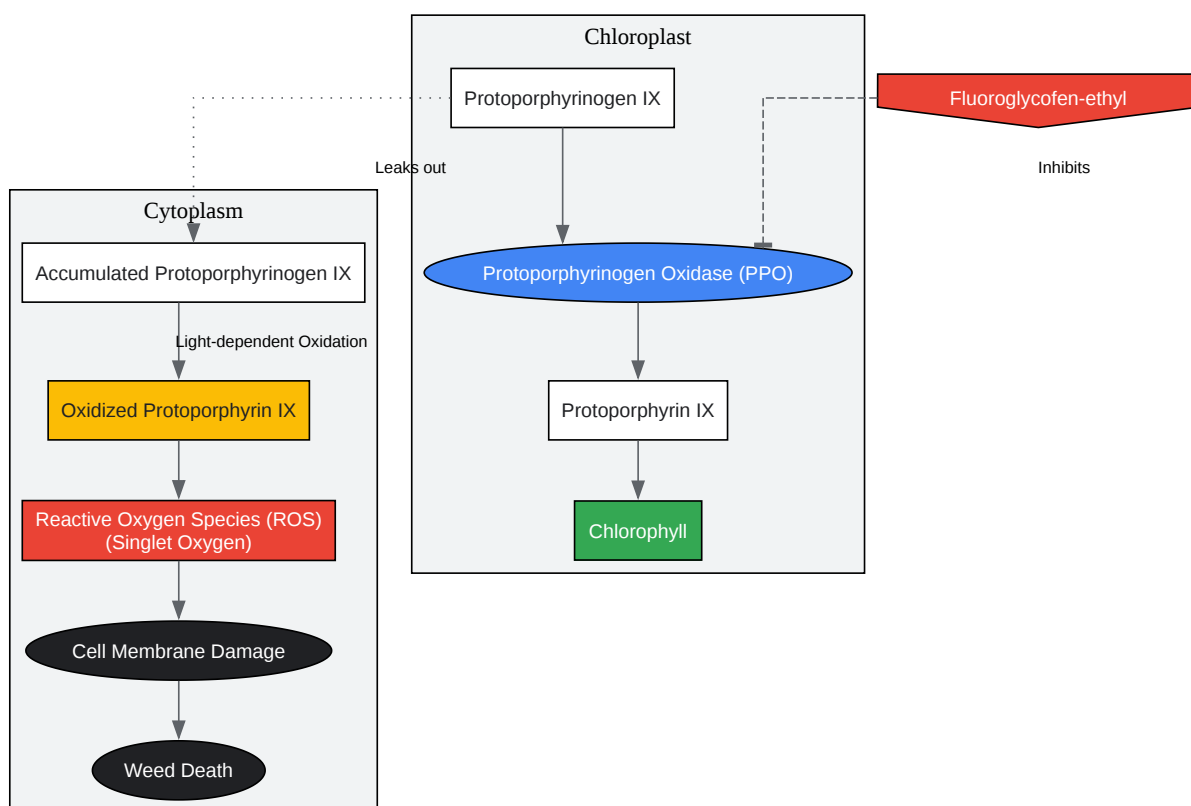 Chloroplast
Protoporphyrinogen IX
Fluoroglycofen-ethyl
Leaks out
Inhibits
Cytoplasm
Accumulated Protoporphyrinogen IX
Protoporphyrinogen Oxidase (PPO)
Light-dependent Oxidation
Oxidized Protoporphyrin IX
Protoporphyrin IX
Reactive Oxygen Species (ROS)
(Singlet Oxygen)
Chlorophyll
Cell Membrane Damage
Weed Death